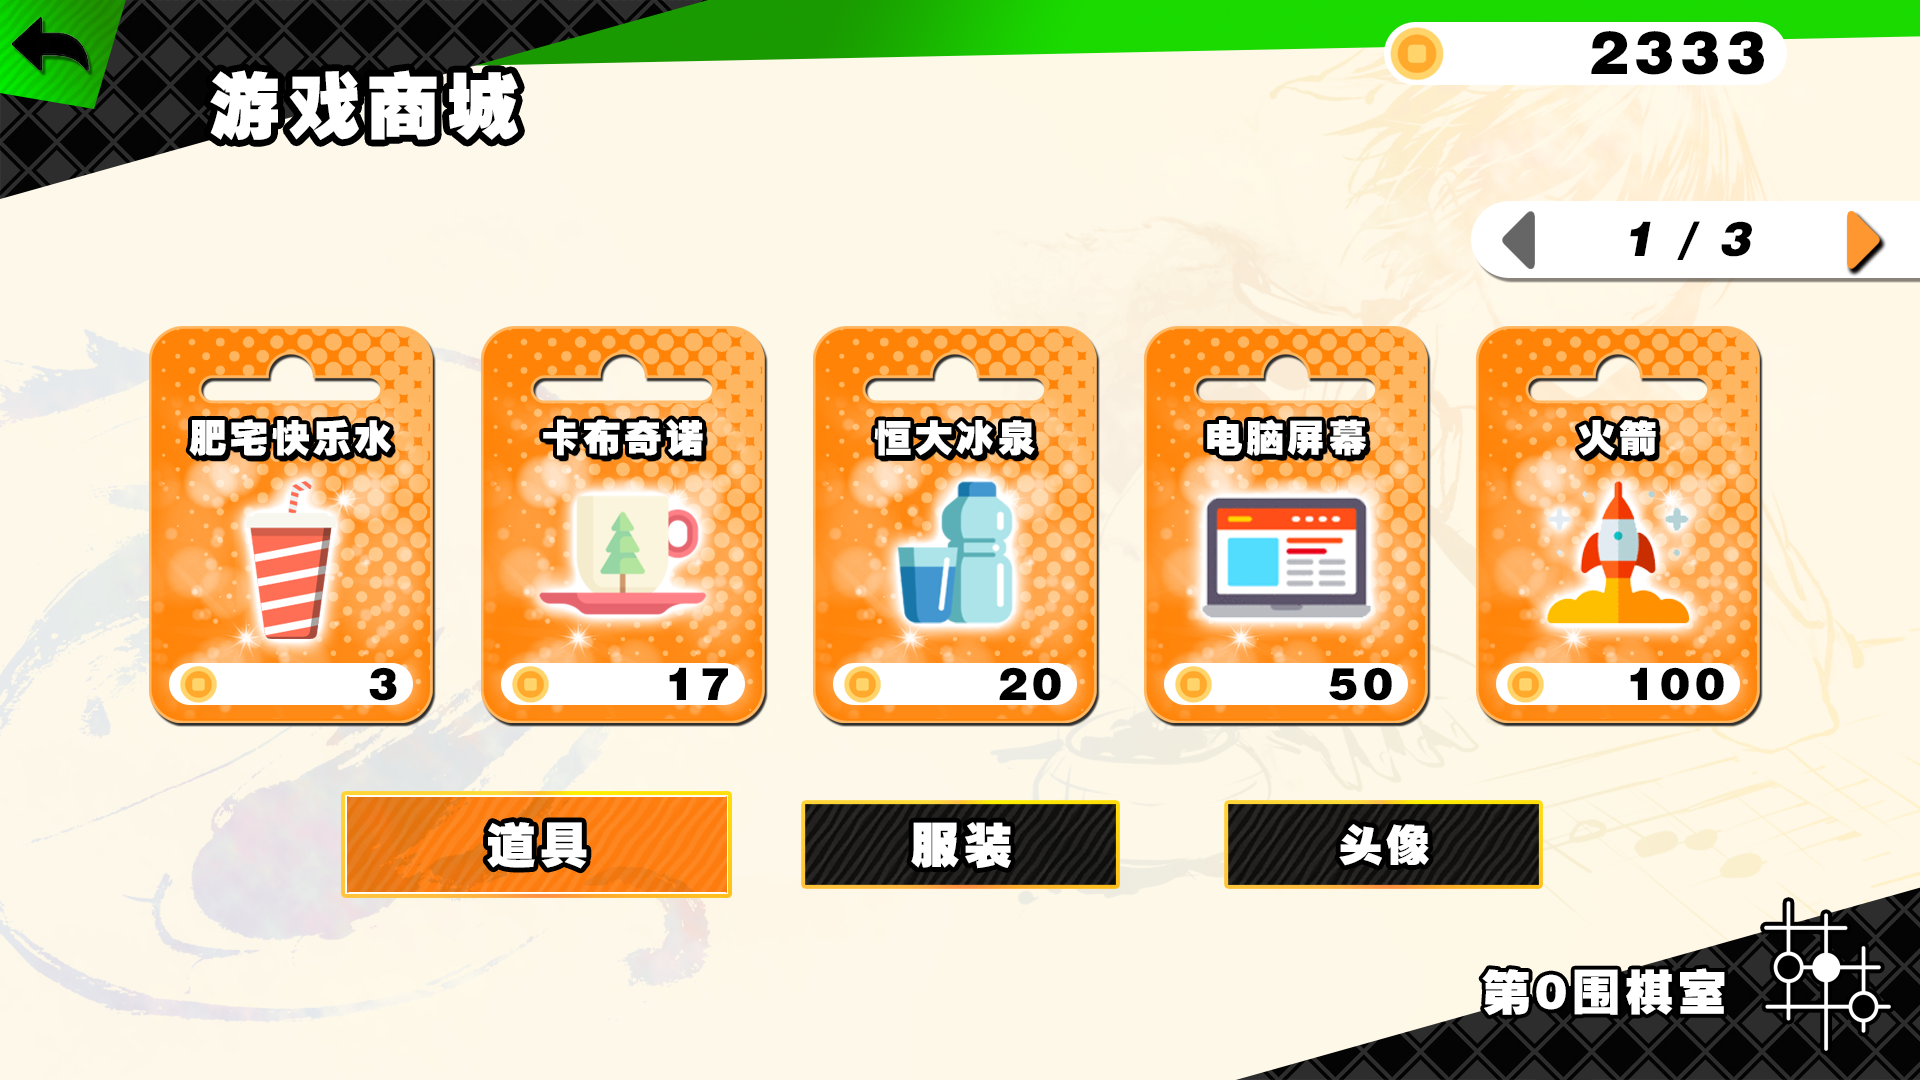 游戏商城
2333
1 / 3
肥宅快乐水
卡布奇诺
恒大冰泉
电脑屏幕
火箭
3
17
20
50
100
道具
服装
头像
第0围棋室